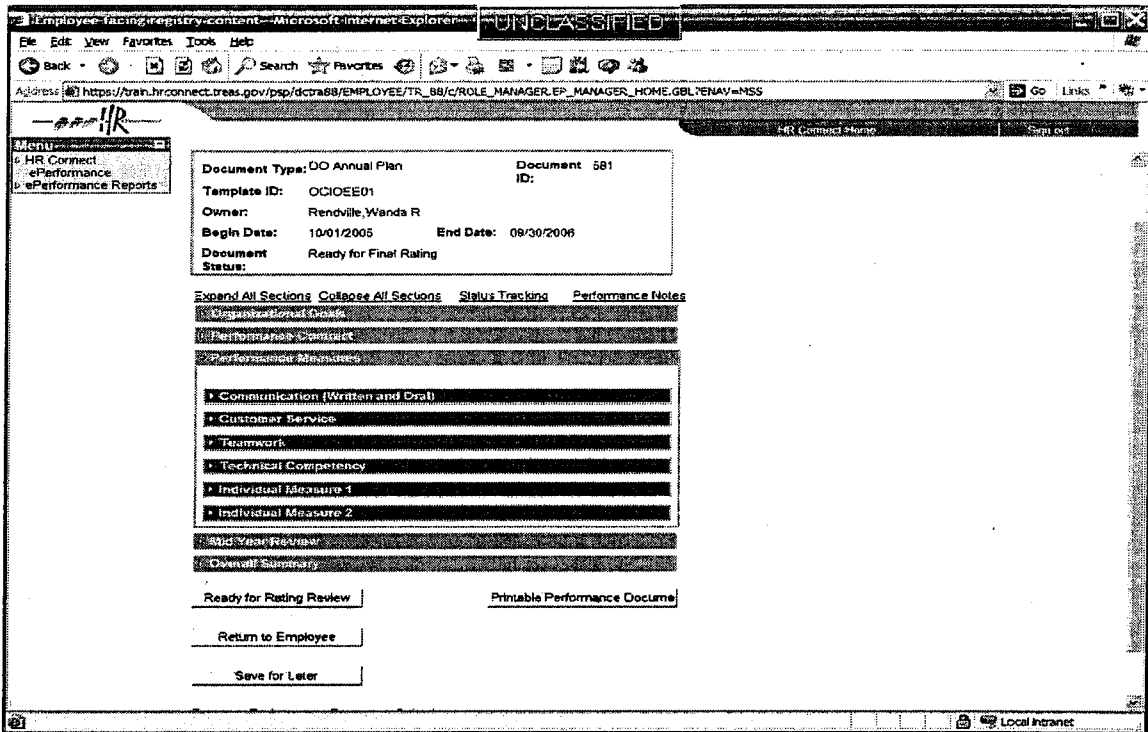 Employee-facing registry content - Microsoft Internet Explorer
UNCLASSIFIED
File Edit View Favorites Tools Help
Back Search Favorites
Address https://train.hrconnect.treas.gov/psp/dctra88/EMPLOYEE/TR_88/c/ROLE_MANAGER.EP_MANAGER_HOME.GBL?ENAV=MSS Go Links
HR
HR Connect Home Sign out
Menu
HR Connect
ePerformance
ePerformance Reports
Document Type: DO Annual Plan Document ID: 581
Template ID: OCIOEE01
Owner: Rendville,Wanda R
Begin Date: 10/01/2005 End Date: 09/30/2006
Document Status: Ready for Final Rating
Expand All Sections Collapse All Sections Status Tracking Performance Notes
Organizational Goals
Performance Contract
Performance Measures
Communication (Written and Oral)
Customer Service
Teamwork
Technical Competency
Individual Measure 1
Individual Measure 2
Mid Year Review
Overall Summary
Ready for Rating Review Printable Performance Docume
Return to Employee
Save for Later
Local intranet